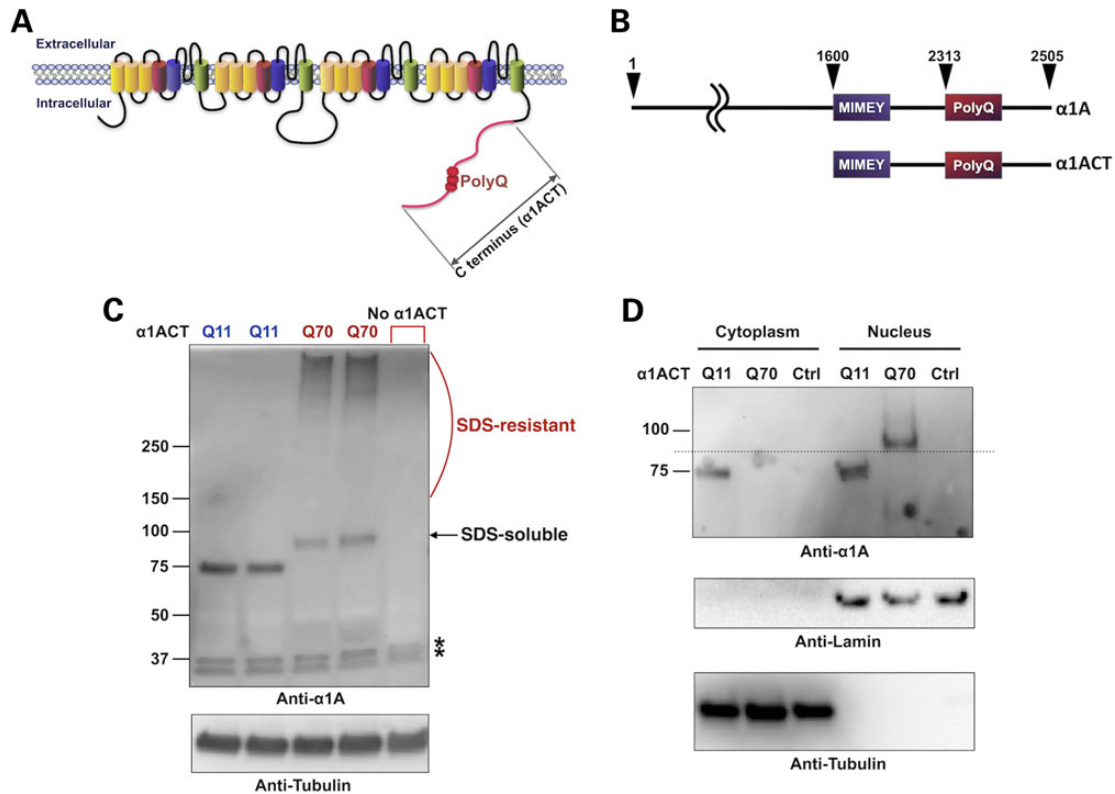 A
Extracellular
Intracellular
PolyQ
C terminus (α1ACT)
B
1
1600
2313
2505
MIMEY
PolyQ
α1A
MIMEY
PolyQ
α1ACT
C
No α1ACT
α1ACT Q11 Q11 Q70 Q70
250
150
100
75
50
37
SDS-resistant
SDS-soluble
*
*
Anti-α1A
Anti-Tubulin
D
Cytoplasm Nucleus
α1ACT Q11 Q70 Ctrl Q11 Q70 Ctrl
100
75
Anti-α1A
Anti-Lamin
Anti-Tubulin